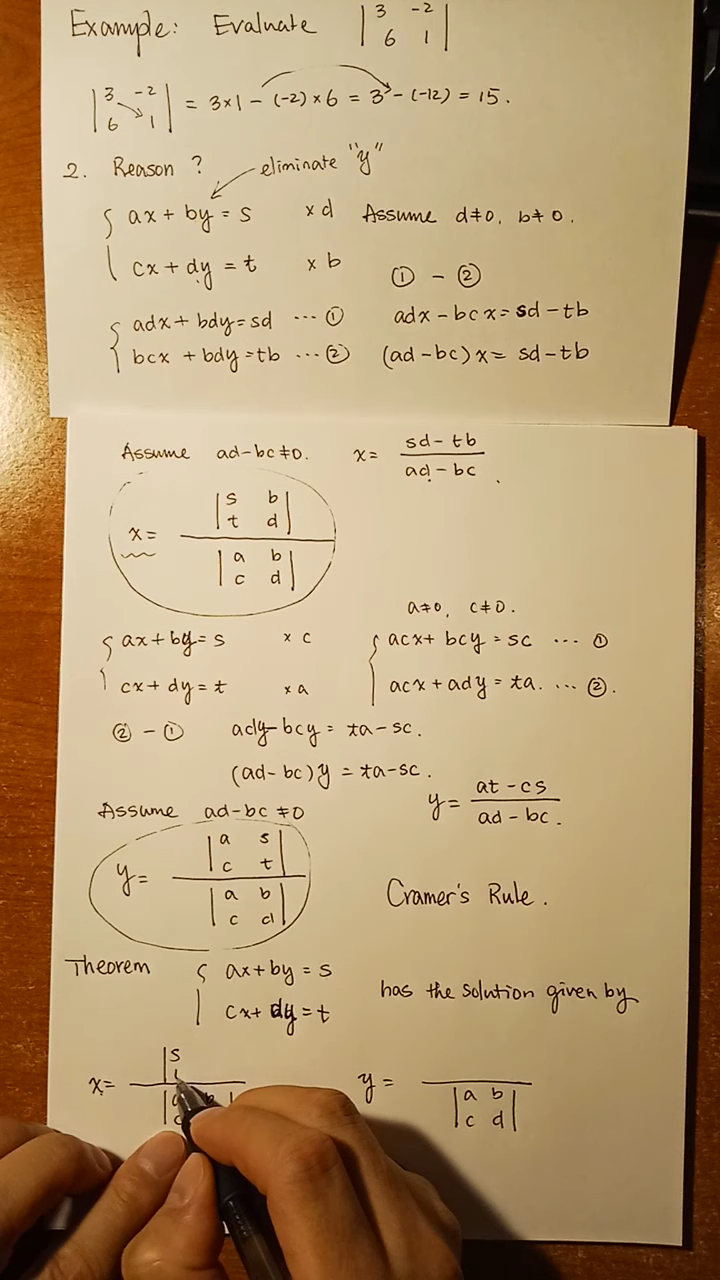 Example: Evaluate | 3 -2 |
| 6 1 |
| 3 -2 |
| 6 1 | = 3×1 - (-2)×6 = 3 - (-12) = 15.
2. Reason ? eliminate "y"
{ ax + by = s × d Assume d≠0, b≠0.
cx + dy = t × b ① - ②
{ adx + bdy = sd ... ① adx - bcx = sd - tb
bcx + bdy = tb ... ② (ad - bc) x = sd - tb
Assume ad-bc≠0. x = sd - tb
ad - bc.
x = | s b |
| t d |
| a b |
| c d |
a≠0, c≠0.
{ ax + by = s × c { acx + bcy = sc ... ①
cx + dy = t × a acx + ady = ta. ... ②.
② - ① ady - bcy = ta - sc.
(ad - bc) y = ta - sc.
Assume ad-bc ≠0 y = at - cs
ad - bc.
y = | a s |
| c t |
| a b |
| c d |
Cramer's Rule.
Theorem { ax + by = s
cx + dy = t
has the solution given by
x = | s
y =
| a b |
| c d |